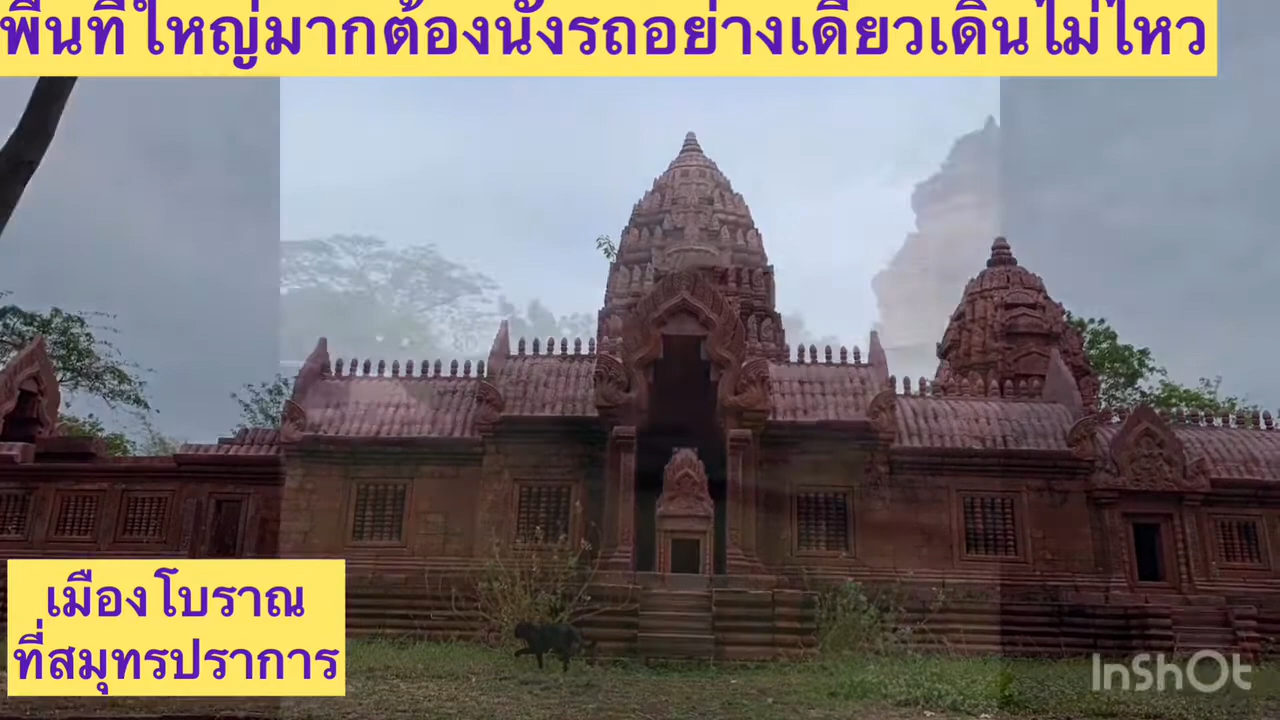 พื้นที่ใหญ่มากต้องนั่งรถอย่างเดียวเดินไม่ไหว
เมืองโบราณ
ที่สมุทรปราการ
InShOt